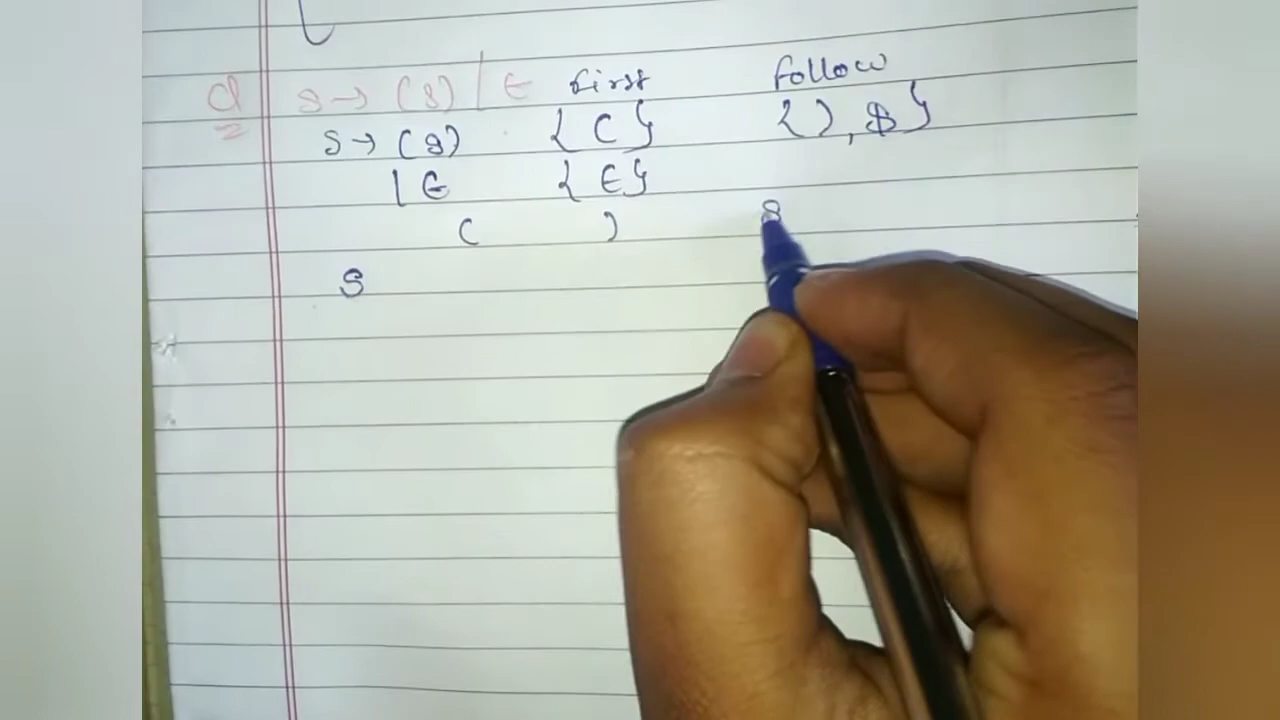 Q s → (s) | ϵ first follow
s → (s) { ( } { ), $ }
| ϵ { ϵ }
( ) s
S